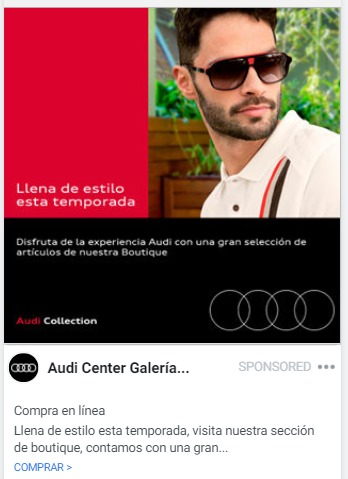 Llena de estilo
esta temporada
Disfruta de la experiencia Audi con una gran selección de
artículos de nuestra Boutique
Audi Collection
Audi Center Galería...
SPONSORED
Compra en línea
Llena de estilo esta temporada, visita nuestra sección
de boutique, contamos con una gran...
COMPRAR >